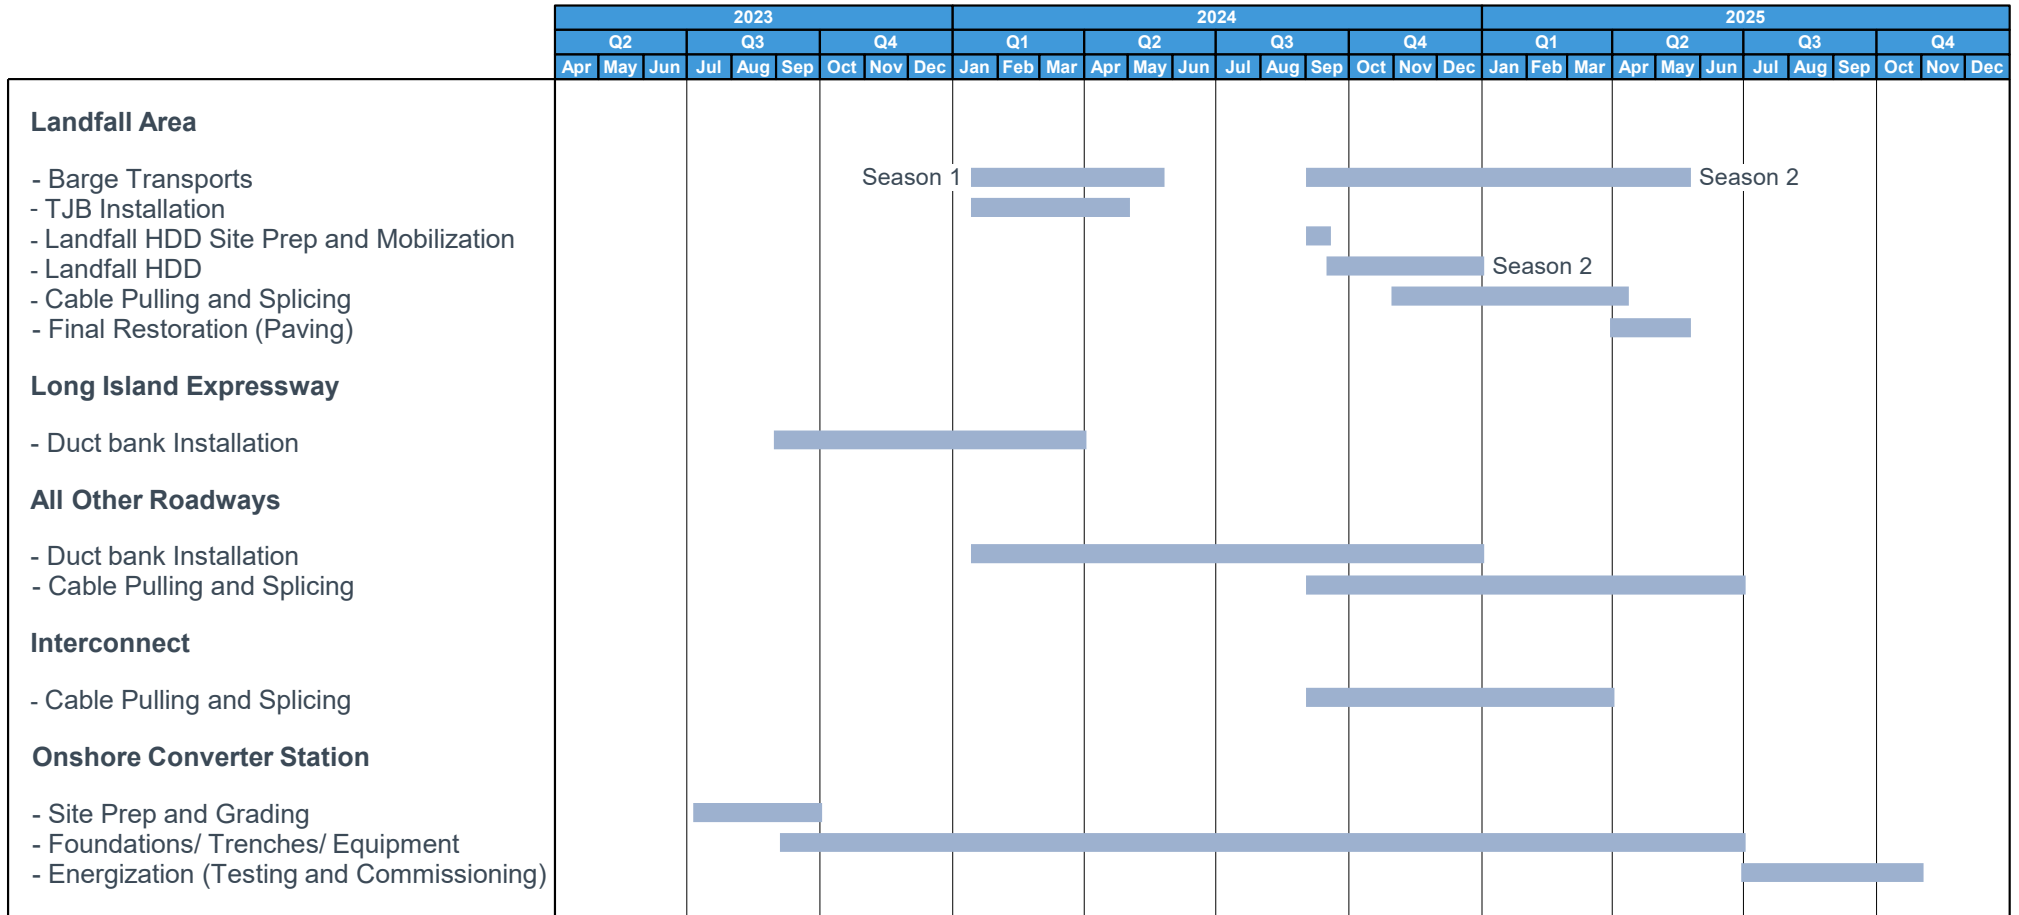 2023 2024 2025
Q2 Q3 Q4 Q1 Q2 Q3 Q4 Q1 Q2 Q3 Q4
Apr May Jun Jul Aug Sep Oct Nov Dec Jan Feb Mar Apr May Jun Jul Aug Sep Oct Nov Dec Jan Feb Mar Apr May Jun Jul Aug Sep Oct Nov Dec
Landfall Area
- Barge Transports Season 1 Season 2
- TJB Installation
- Landfall HDD Site Prep and Mobilization
- Landfall HDD Season 2
- Cable Pulling and Splicing
- Final Restoration (Paving)
Long Island Expressway
- Duct bank Installation
All Other Roadways
- Duct bank Installation
- Cable Pulling and Splicing
Interconnect
- Cable Pulling and Splicing
Onshore Converter Station
- Site Prep and Grading
- Foundations/ Trenches/ Equipment
- Energization (Testing and Commissioning)